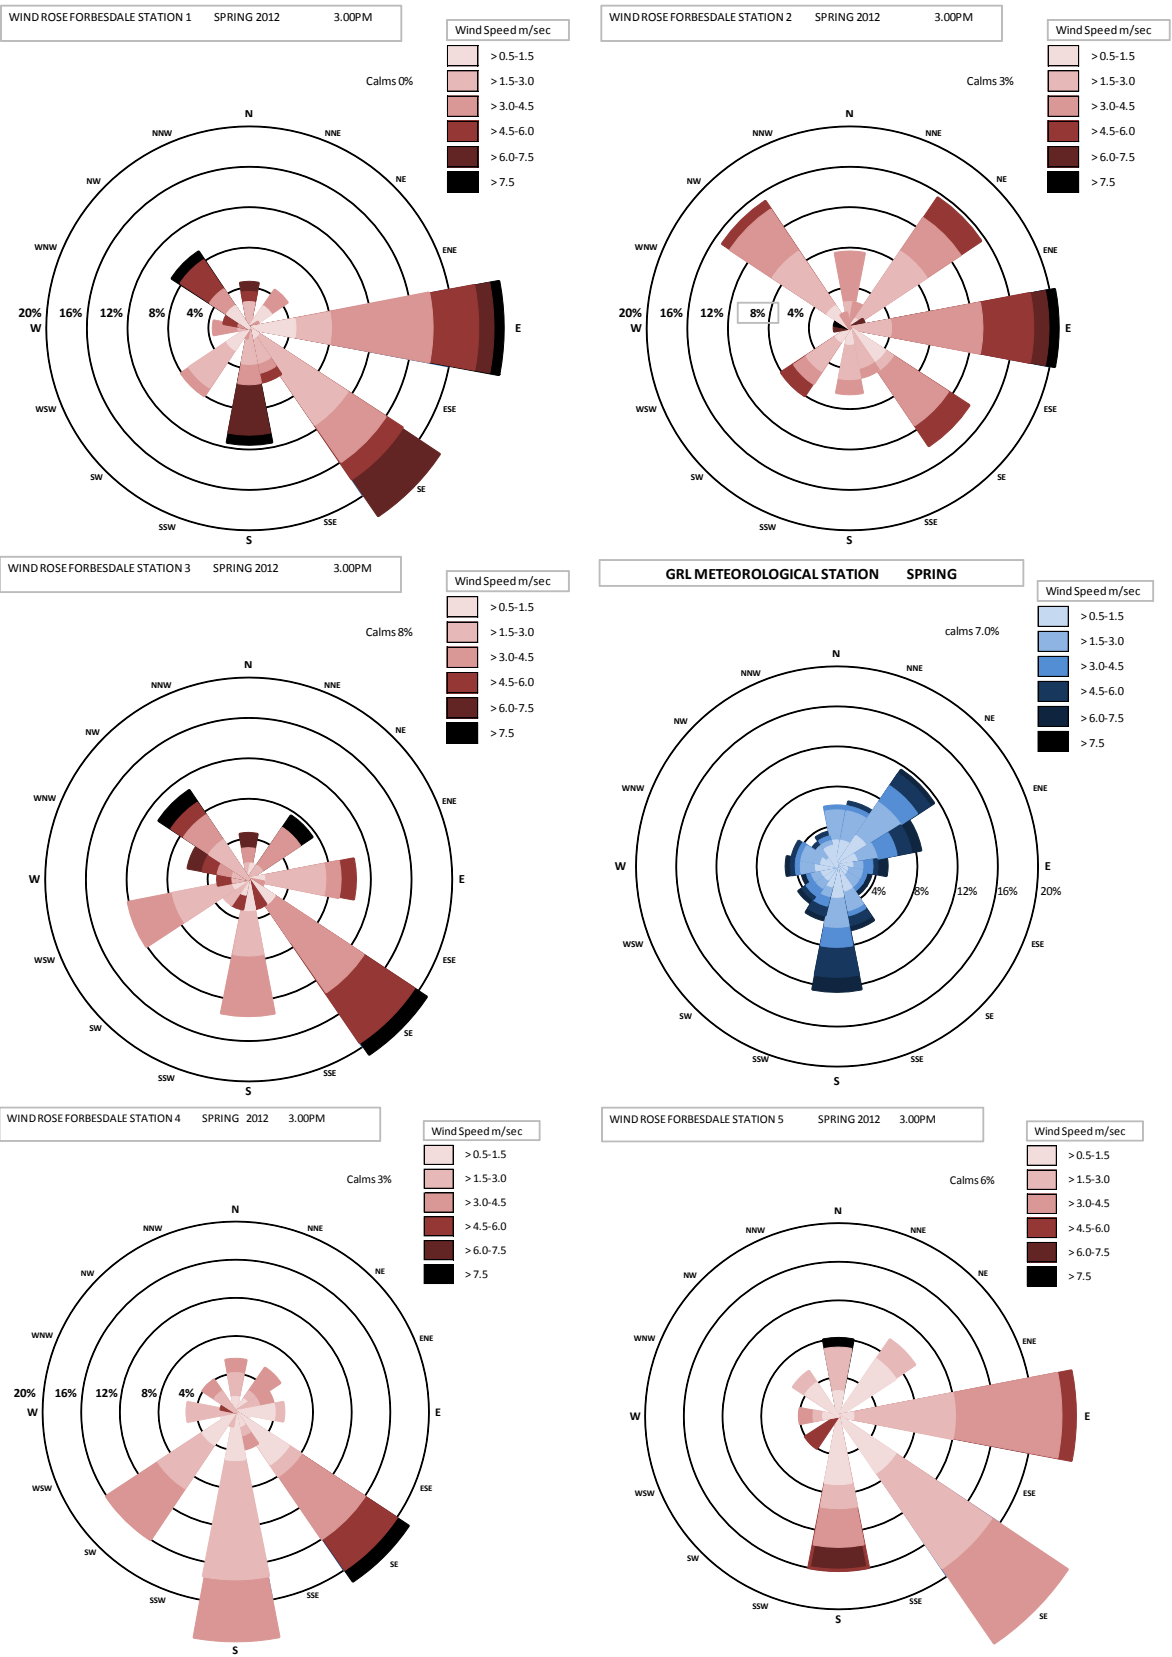 WIND ROSE FORBESDALE STATION 1 SPRING 2012 3.00PM
Wind Speed m/sec
> 0.5-1.5
> 1.5-3.0
> 3.0-4.5
> 4.5-6.0
> 6.0-7.5
> 7.5
Calms 0%
N
NNW
NNE
NW
NE
WNW
ENE
20% 16% 12% 8% 4%
W
E
WSW
ESE
SW
SE
SSW
SSE
S
WIND ROSE FORBESDALE STATION 2 SPRING 2012 3.00PM
Wind Speed m/sec
> 0.5-1.5
> 1.5-3.0
> 3.0-4.5
> 4.5-6.0
> 6.0-7.5
> 7.5
Calms 3%
N
NNW
NNE
NW
NE
WNW
ENE
20% 16% 12% 8% 4%
W
E
WSW
ESE
SW
SE
SSW
SSE
S
WIND ROSE FORBESDALE STATION 3 SPRING 2012 3.00PM
Wind Speed m/sec
> 0.5-1.5
> 1.5-3.0
> 3.0-4.5
> 4.5-6.0
> 6.0-7.5
> 7.5
Calms 8%
N
NNW
NNE
NW
NE
WNW
ENE
W
E
WSW
ESE
SW
SE
SSW
SSE
S
GRL METEOROLOGICAL STATION SPRING
Wind Speed m/sec
> 0.5-1.5
> 1.5-3.0
> 3.0-4.5
> 4.5-6.0
> 6.0-7.5
> 7.5
calms 7.0%
N
NNW
NNE
NW
NE
WNW
ENE
W
E
4% 8% 12% 16% 20%
WSW
ESE
SW
SE
SSW
SSE
S
WIND ROSE FORBESDALE STATION 4 SPRING 2012 3.00PM
Wind Speed m/sec
> 0.5-1.5
> 1.5-3.0
> 3.0-4.5
> 4.5-6.0
> 6.0-7.5
> 7.5
Calms 3%
N
NNW
NNE
NW
NE
WNW
ENE
20% 16% 12% 8% 4%
W
E
WSW
ESE
SW
SE
SSW
SSE
S
WIND ROSE FORBESDALE STATION 5 SPRING 2012 3.00PM
Wind Speed m/sec
> 0.5-1.5
> 1.5-3.0
> 3.0-4.5
> 4.5-6.0
> 6.0-7.5
> 7.5
Calms 6%
N
NNW
NNE
NW
NE
WNW
ENE
W
E
WSW
ESE
SW
SE
SSW
SSE
S